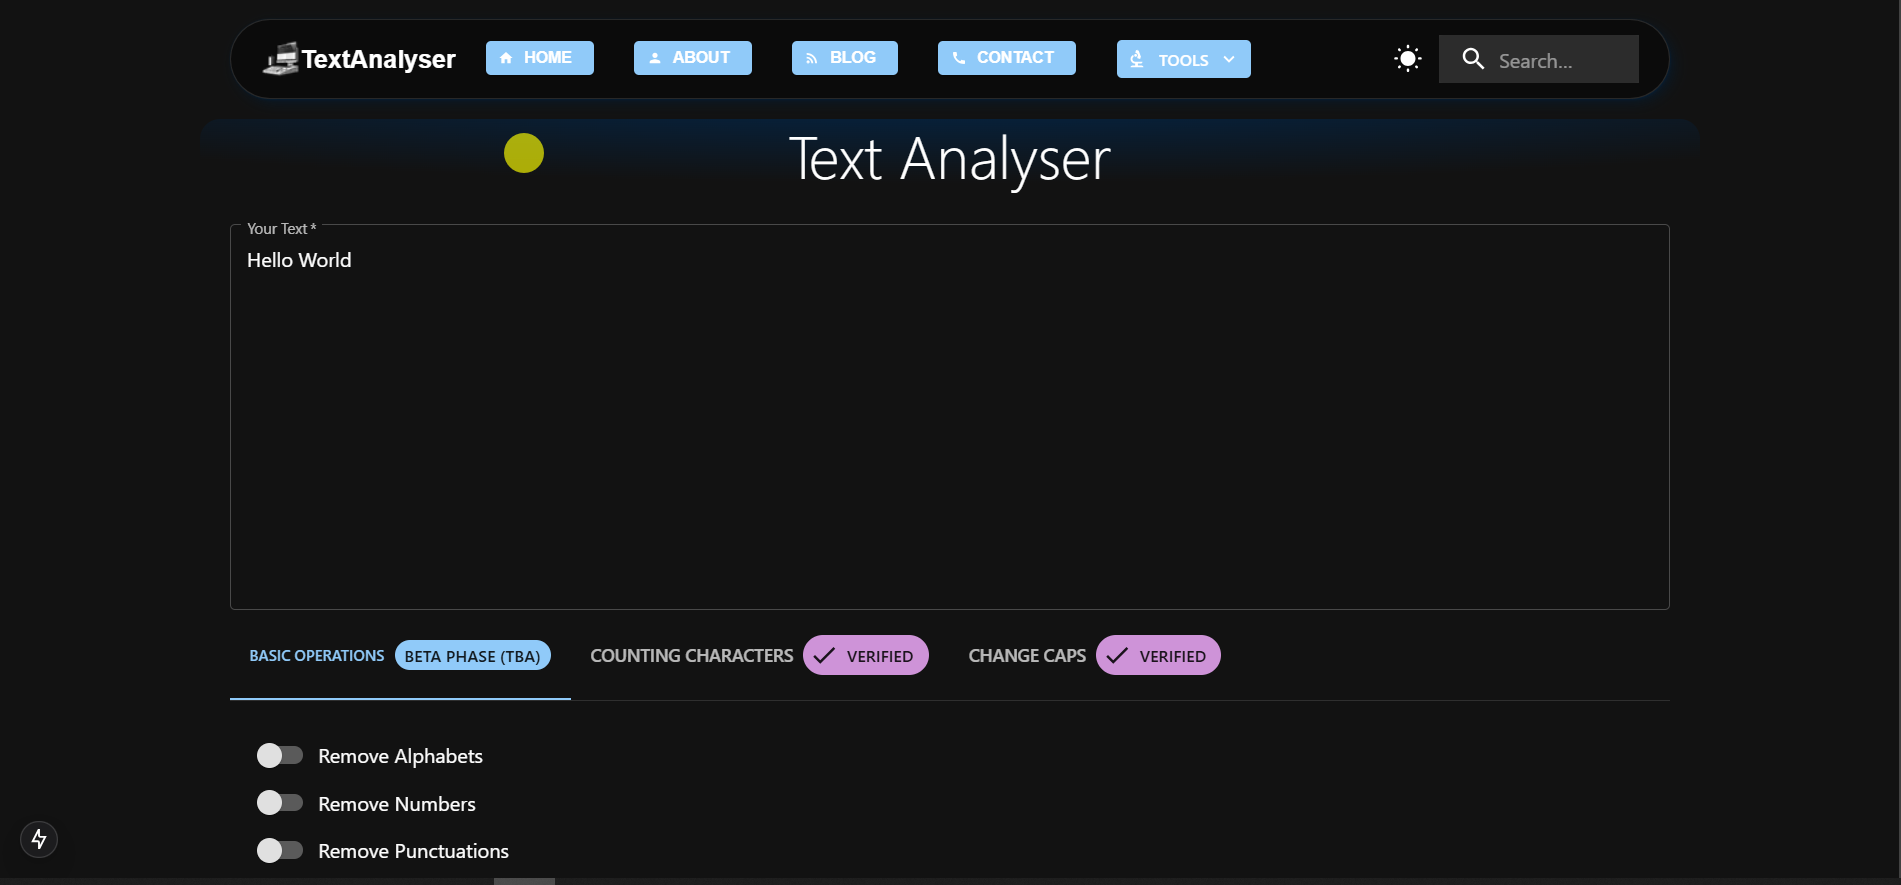 TextAnalyser HOME ABOUT BLOG CONTACT TOOLS Search...
Text Analyser
Your Text *
Hello World
BASIC OPERATIONS BETA PHASE (TBA) COUNTING CHARACTERS VERIFIED CHANGE CAPS VERIFIED
Remove Alphabets
Remove Numbers
Remove Punctuations